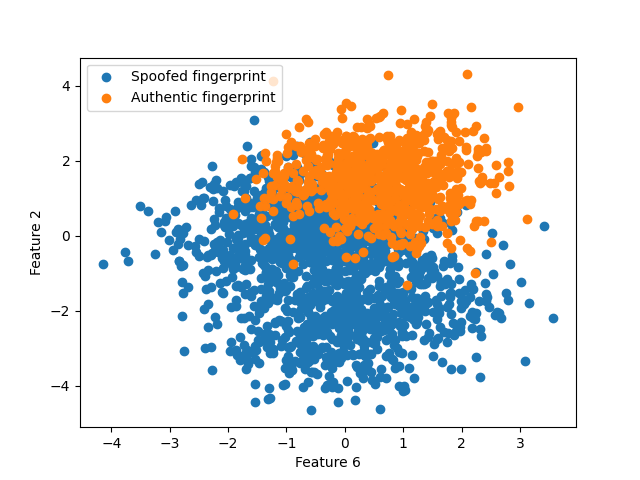 Spoofed fingerprint
Authentic fingerprint
4
2
0
−2
−4
Feature 2
−4 −3 −2 −1 0 1 2 3
Feature 6